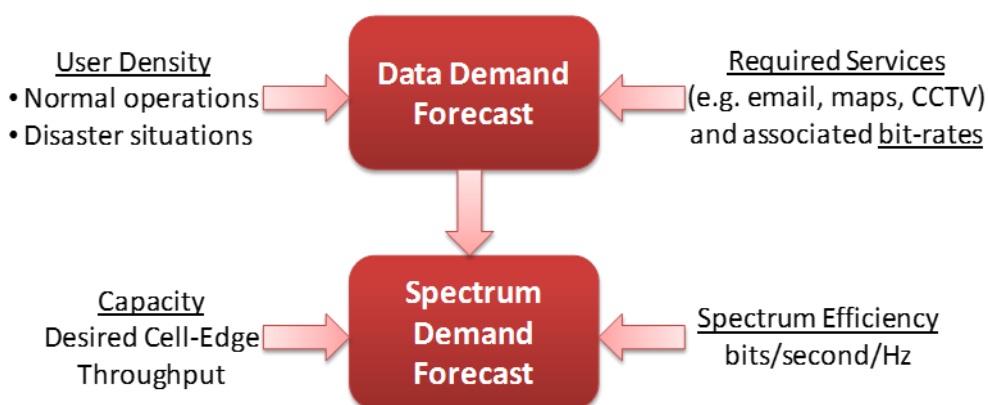 User Density
• Normal operations
• Disaster situations
Data Demand
Forecast
Required Services
(e.g. email, maps, CCTV)
and associated bit-rates
Capacity
Desired Cell-Edge
Throughput
Spectrum
Demand
Forecast
Spectrum Efficiency
bits/second/Hz